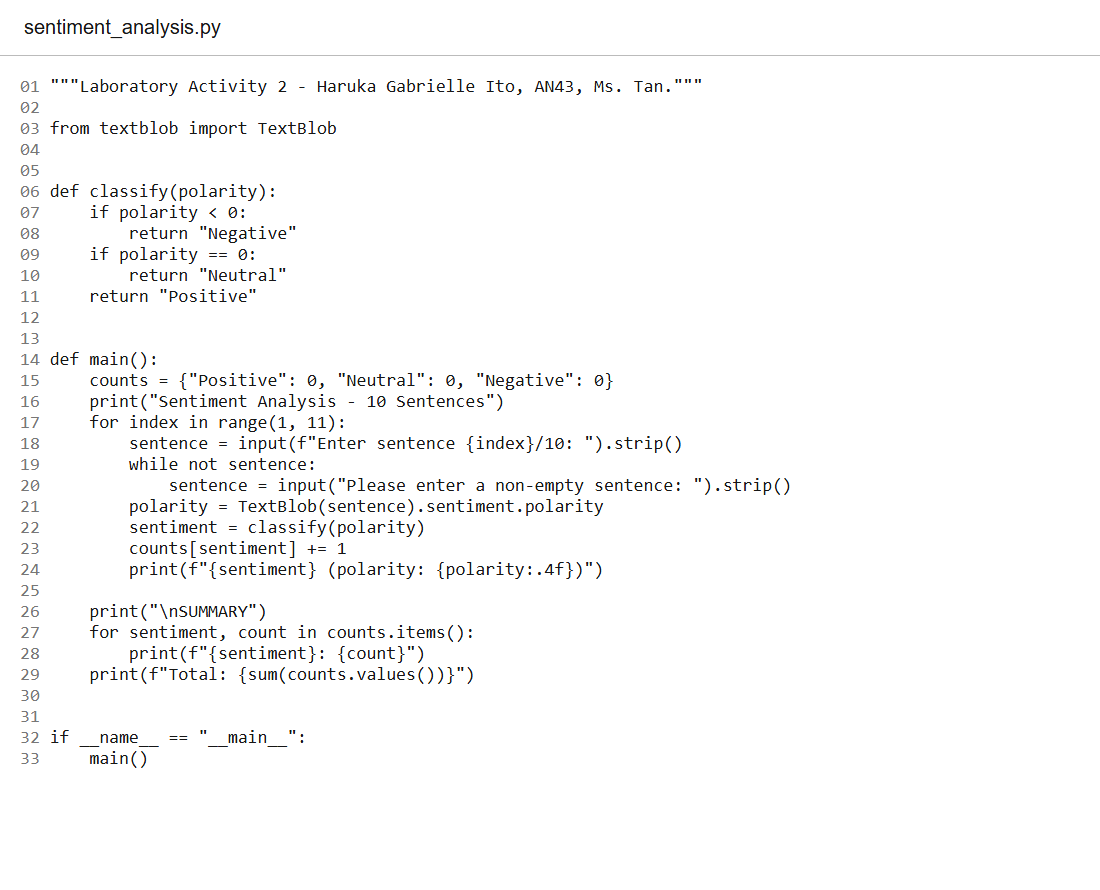 sentiment_analysis.py
01 """Laboratory Activity 2 - Haruka Gabrielle Ito, AN43, Ms. Tan."""
02
03 from textblob import TextBlob
04
05
06 def classify(polarity):
07     if polarity < 0:
08         return "Negative"
09     if polarity == 0:
10         return "Neutral"
11     return "Positive"
12
13
14 def main():
15     counts = {"Positive": 0, "Neutral": 0, "Negative": 0}
16     print("Sentiment Analysis - 10 Sentences")
17     for index in range(1, 11):
18         sentence = input(f"Enter sentence {index}/10: ").strip()
19         while not sentence:
20             sentence = input("Please enter a non-empty sentence: ").strip()
21         polarity = TextBlob(sentence).sentiment.polarity
22         sentiment = classify(polarity)
23         counts[sentiment] += 1
24         print(f"{sentiment} (polarity: {polarity:.4f})")
25
26     print("\nSUMMARY")
27     for sentiment, count in counts.items():
28         print(f"{sentiment}: {count}")
29     print(f"Total: {sum(counts.values())}")
30
31
32 if __name__ == "__main__":
33     main()